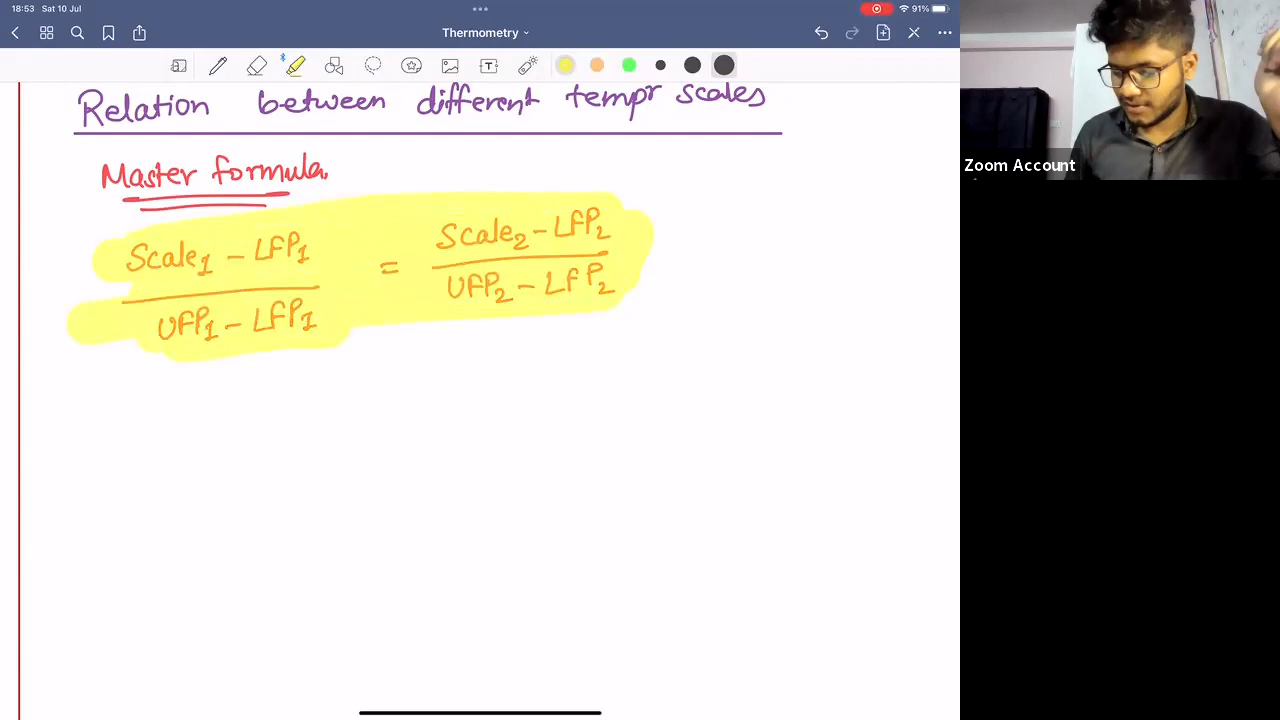 18:53 Sat 10 Jul
91%
Thermometry
Relation between different tempr scales
Master formula
Scale₁ - LFP₁ = Scale₂ - LFP₂
UFP₁ - LFP₁ UFP₂ - LFP₂
Zoom Account